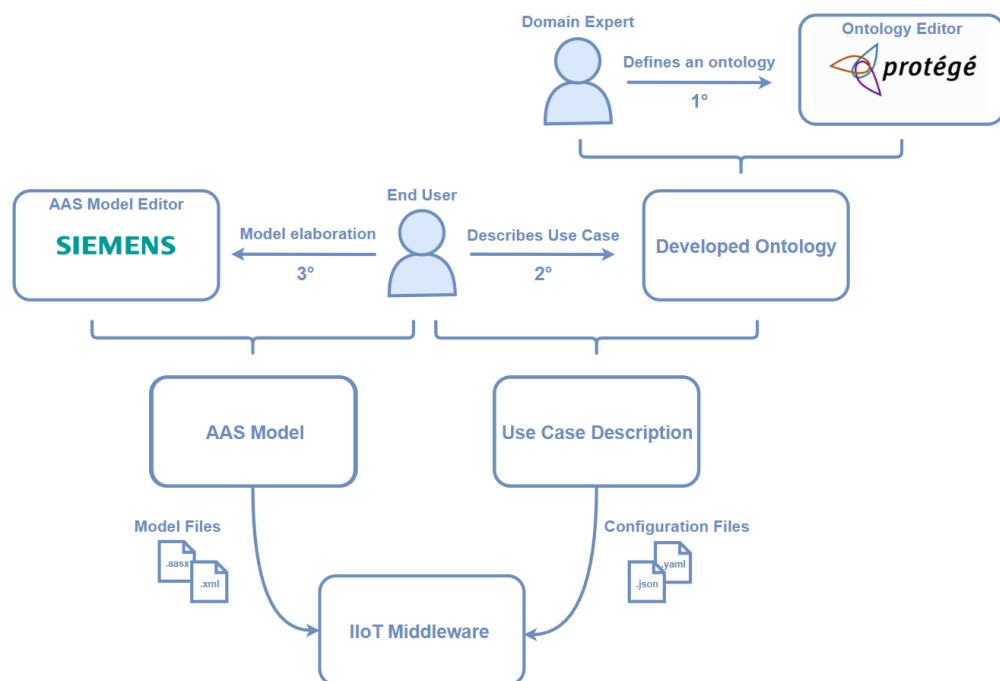 Domain Expert
Ontology Editor
Defines an ontology
protégé
1°
AAS Model Editor
End User
SIEMENS
Model elaboration
Describes Use Case
Developed Ontology
3°
2°
AAS Model
Use Case Description
Model Files
Configuration Files
.aasx
.yaml
.xml
.json
IIoT Middleware